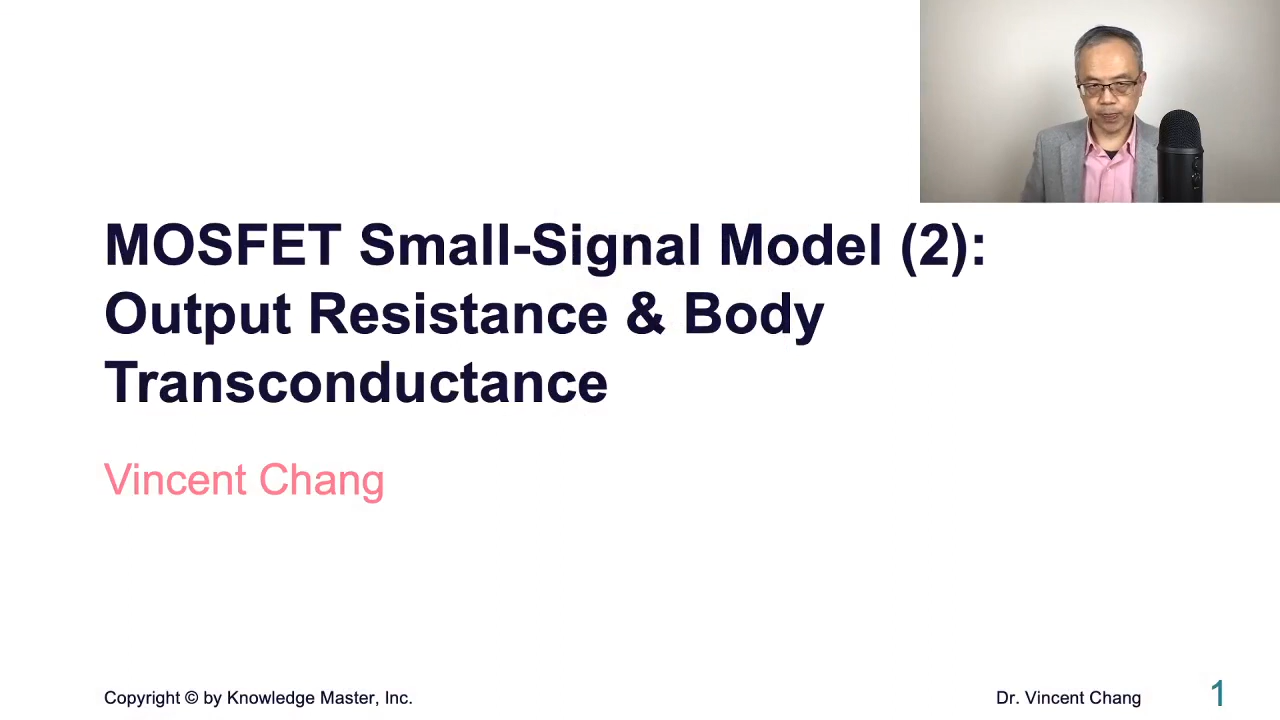 MOSFET Small-Signal Model (2):
Output Resistance & Body
Transconductance
Vincent Chang
Copyright © by Knowledge Master, Inc.
Dr. Vincent Chang
1